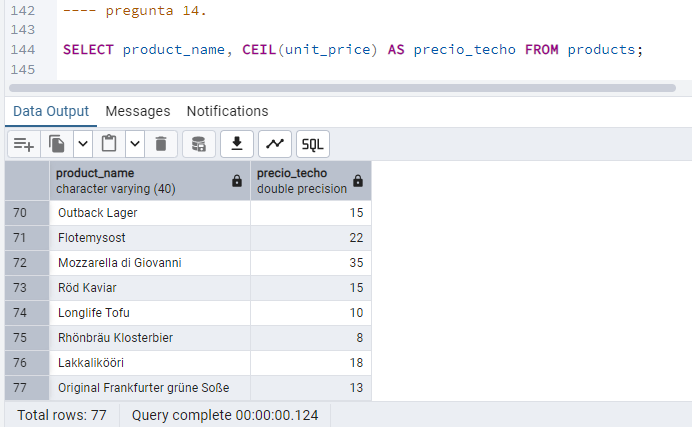 142 ---- pregunta 14.
143
144 SELECT product_name, CEIL(unit_price) AS precio_techo FROM products;
145
Data Output Messages Notifications
SQL
product_name precio_techo
character varying (40) double precision
70 Outback Lager 15
71 Flotemysost 22
72 Mozzarella di Giovanni 35
73 Röd Kaviar 15
74 Longlife Tofu 10
75 Rhönbräu Klosterbier 8
76 Lakkalikööri 18
77 Original Frankfurter grüne Soße 13
Total rows: 77 Query complete 00:00:00.124